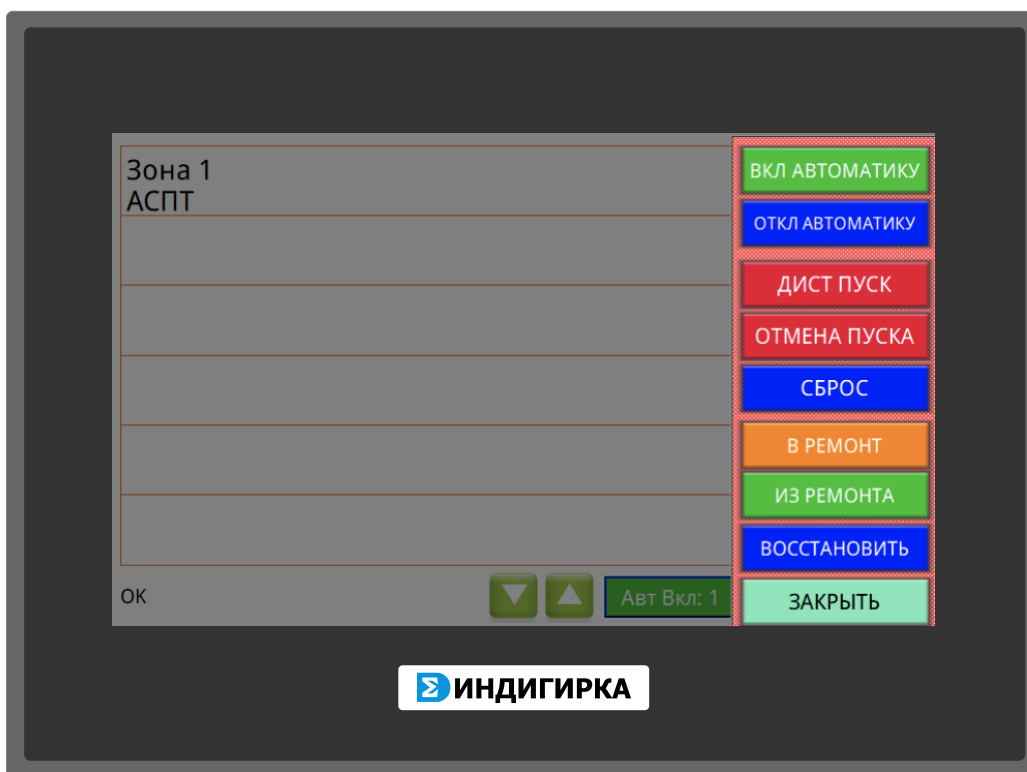 Зона 1
АСПТ
ВКЛ АВТОМАТИКУ
ОТКЛ АВТОМАТИКУ
ДИСТ ПУСК
ОТМЕНА ПУСКА
СБРОС
В РЕМОНТ
ИЗ РЕМОНТА
ВОССТАНОВИТЬ
ЗАКРЫТЬ
ОК
Авт Вкл: 1
ИНДИГИРКА